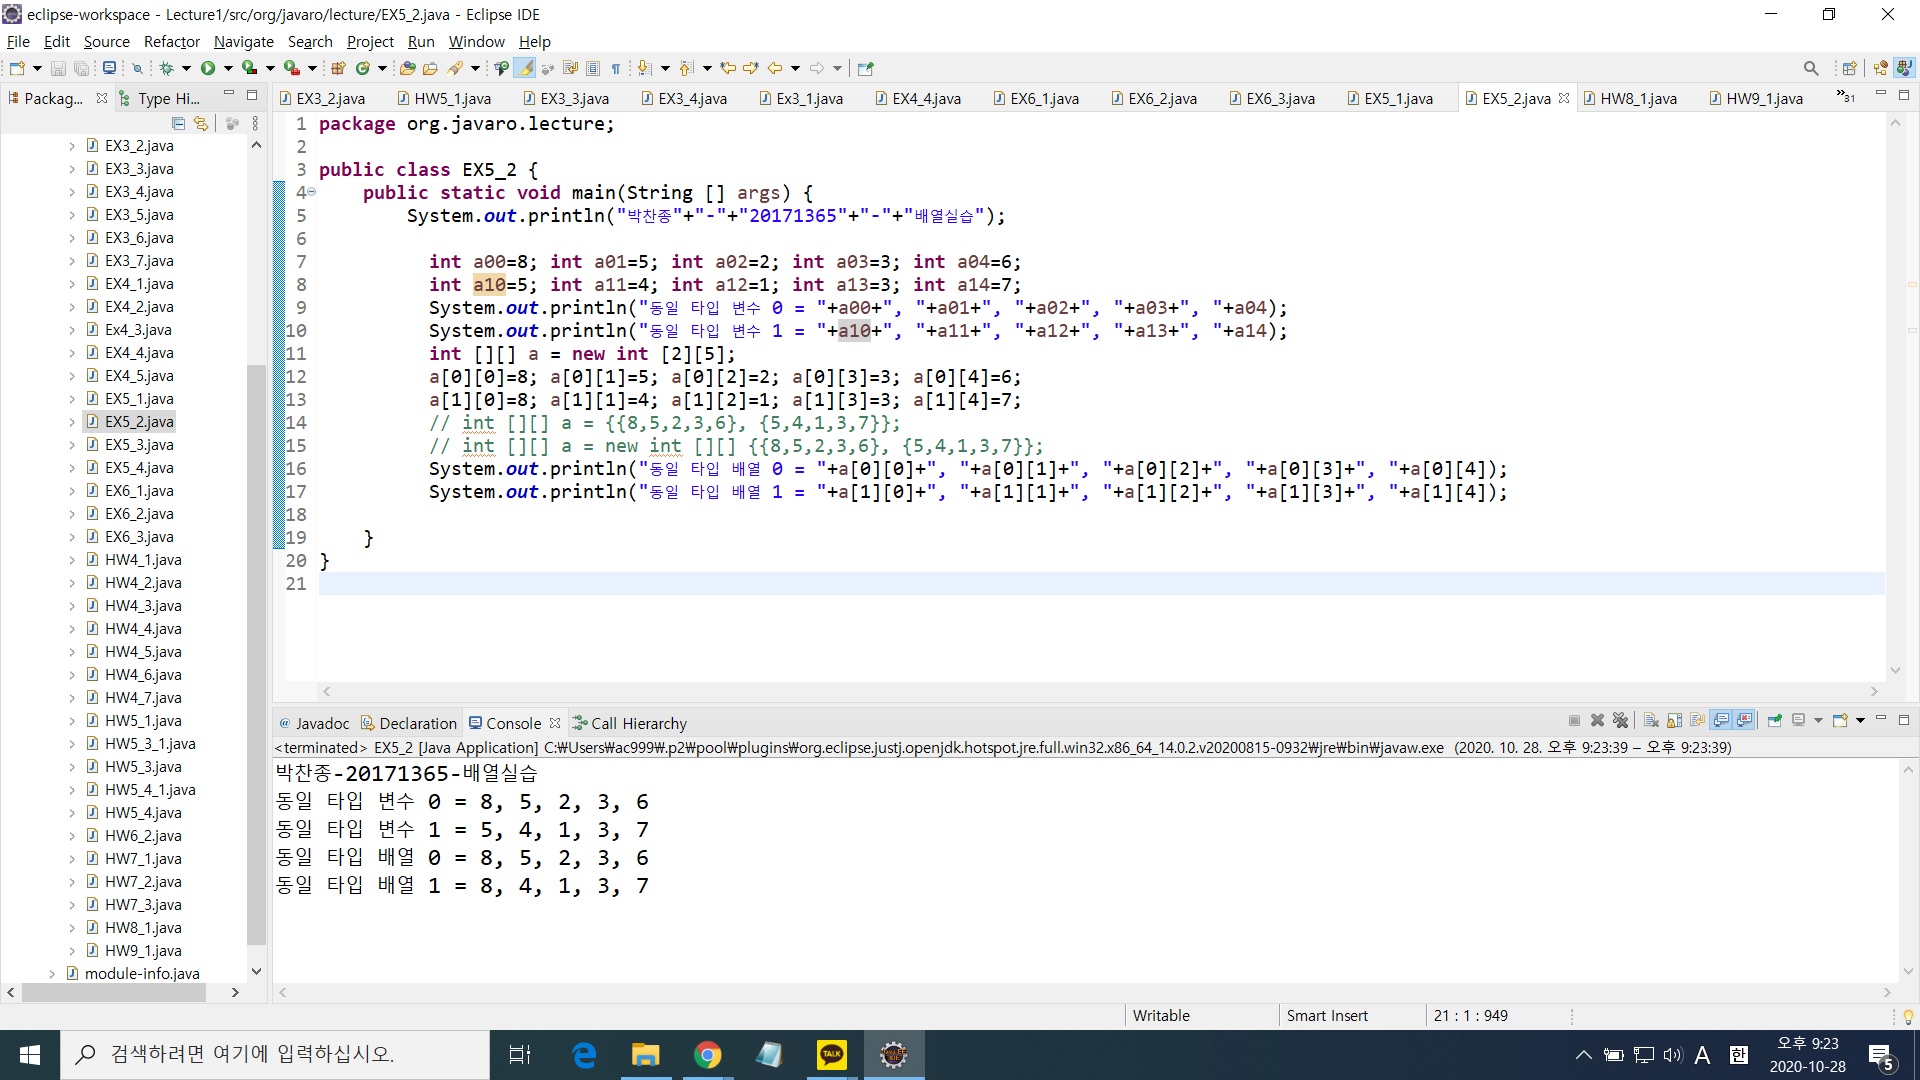 eclipse-workspace - Lecture1/src/org/javaro/lecture/EX5_2.java - Eclipse IDE
File Edit Source Refactor Navigate Search Project Run Window Help
Packag... Type Hi...
EX3_2.java HW5_1.java EX3_3.java EX3_4.java Ex3_1.java EX4_4.java EX6_1.java EX6_2.java EX6_3.java EX5_1.java EX5_2.java HW8_1.java HW9_1.java »31
EX3_2.java
EX3_3.java
EX3_4.java
EX3_5.java
EX3_6.java
EX3_7.java
EX4_1.java
EX4_2.java
Ex4_3.java
EX4_4.java
EX4_5.java
EX5_1.java
EX5_2.java
EX5_3.java
EX5_4.java
EX6_1.java
EX6_2.java
EX6_3.java
HW4_1.java
HW4_2.java
HW4_3.java
HW4_4.java
HW4_5.java
HW4_6.java
HW4_7.java
HW5_1.java
HW5_3_1.java
HW5_3.java
HW5_4_1.java
HW5_4.java
HW6_2.java
HW7_1.java
HW7_2.java
HW7_3.java
HW8_1.java
HW9_1.java
module-info.java
1 package org.javaro.lecture;
2
3 public class EX5_2 {
4 public static void main(String [] args) {
5 System.out.println("박찬종"+"-"+"20171365"+"-"+"배열실습");
6
7 int a00=8; int a01=5; int a02=2; int a03=3; int a04=6;
8 int a10=5; int a11=4; int a12=1; int a13=3; int a14=7;
9 System.out.println("동일 타입 변수 0 = "+a00+", "+a01+", "+a02+", "+a03+", "+a04);
10 System.out.println("동일 타입 변수 1 = "+a10+", "+a11+", "+a12+", "+a13+", "+a14);
11 int [][] a = new int [2][5];
12 a[0][0]=8; a[0][1]=5; a[0][2]=2; a[0][3]=3; a[0][4]=6;
13 a[1][0]=8; a[1][1]=4; a[1][2]=1; a[1][3]=3; a[1][4]=7;
14 // int [][] a = {{8,5,2,3,6}, {5,4,1,3,7}};
15 // int [][] a = new int [][] {{8,5,2,3,6}, {5,4,1,3,7}};
16 System.out.println("동일 타입 배열 0 = "+a[0][0]+", "+a[0][1]+", "+a[0][2]+", "+a[0][3]+", "+a[0][4]);
17 System.out.println("동일 타입 배열 1 = "+a[1][0]+", "+a[1][1]+", "+a[1][2]+", "+a[1][3]+", "+a[1][4]);
18
19 }
20 }
21
@ Javadoc Declaration Console Call Hierarchy
<terminated> EX5_2 [Java Application] C:₩Users₩ac999₩.p2₩pool₩plugins₩org.eclipse.justj.openjdk.hotspot.jre.full.win32.x86_64_14.0.2.v20200815-0932₩jre₩bin₩javaw.exe (2020. 10. 28. 오후 9:23:39 – 오후 9:23:39)
박찬종-20171365-배열실습
동일 타입 변수 0 = 8, 5, 2, 3, 6
동일 타입 변수 1 = 5, 4, 1, 3, 7
동일 타입 배열 0 = 8, 5, 2, 3, 6
동일 타입 배열 1 = 8, 4, 1, 3, 7
Writable Smart Insert 21 : 1 : 949
검색하려면 여기에 입력하십시오.
TALK
A 한 오후 9:23
2020-10-28
5